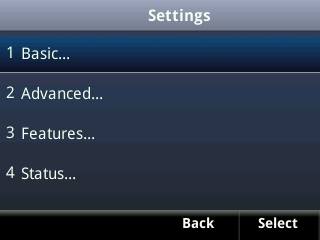 Settings
1 Basic...
2 Advanced...
3 Features...
4 Status...
Back Select